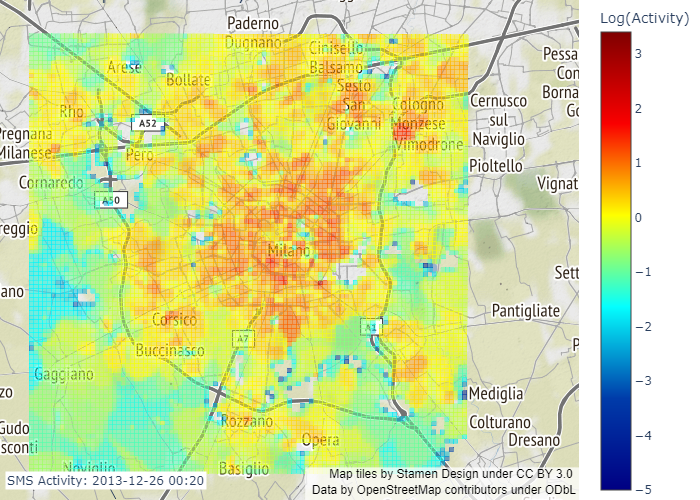 Paderno
Dugnano
Log(Activity)
Cinisello
Balsamo
Pessa
Con
Borna
Go
Arese
Bollate
Sesto
San
Giovanni
Rho
Cologno
Monzese
Vimodrone
Cernusco
sul
Naviglio
A52
Pregnana
Milanese
Pero
Pioltello
Cornaredo
Vignat
A50
reggio
Milano
Sett
ano
Pantigliate
Corsico
A7
A1
Buccinasco
P
Gaggiano
zo
Mediglia
Rozzano
Colturano
Gudo
sconti
Opera
Dresano
Noviglio
Basiglio
SMS Activity: 2013-12-26 00:20
Map tiles by Stamen Design under CC BY 3.0
Data by OpenStreetMap contributors under ODbL
3
2
1
0
−1
−2
−3
−4
−5